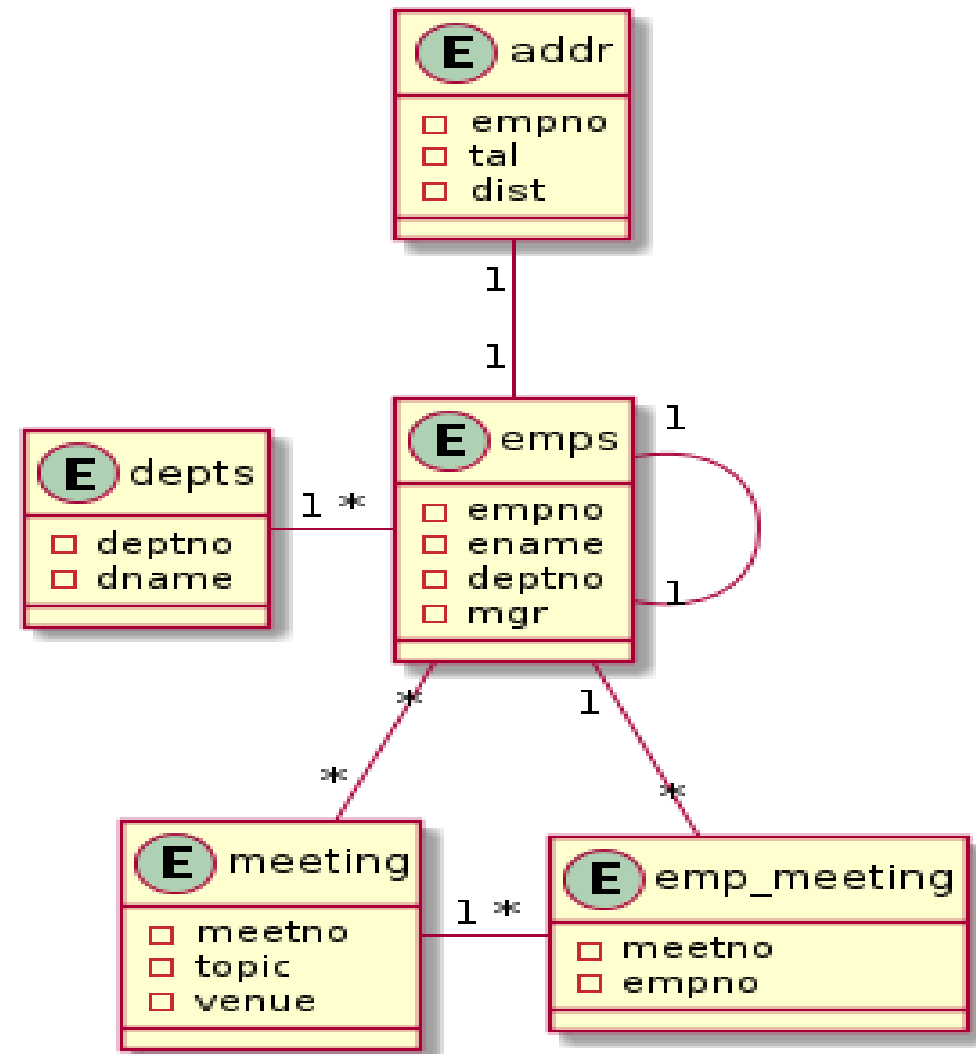 E addr
empno
tal
dist
1
1
E depts
deptno
dname
1 *
E emps
empno
ename
deptno
mgr
1
1
*
*
1
*
E meeting
meetno
topic
venue
1 *
E emp_meeting
meetno
empno